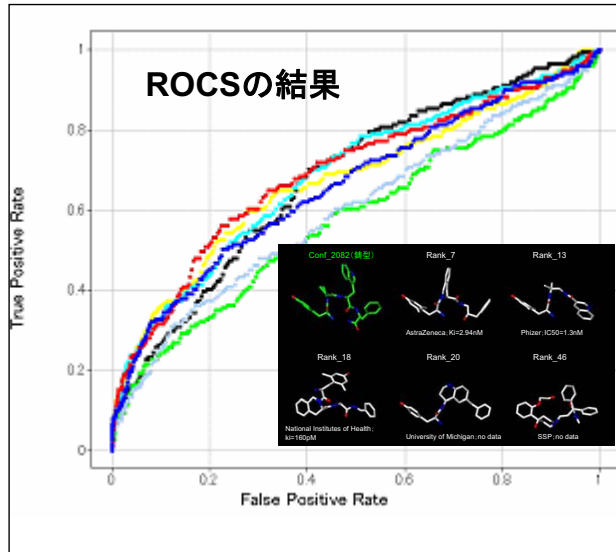 ROCSの結果
1
0.8
0.6
0.4
0.2
0
True Positive Rate
0
0.2
0.4
0.6
0.8
1
False Positive Rate
Conf_2082(鋳型)
Rank_7
Rank_13
AstraZeneca; Ki=2.94nM
Phizer; IC50=1.3nM
Rank_18
Rank_20
Rank_46
National Institutes of Health;
ki=160pM
University of Michigan; no data
SSP; no data